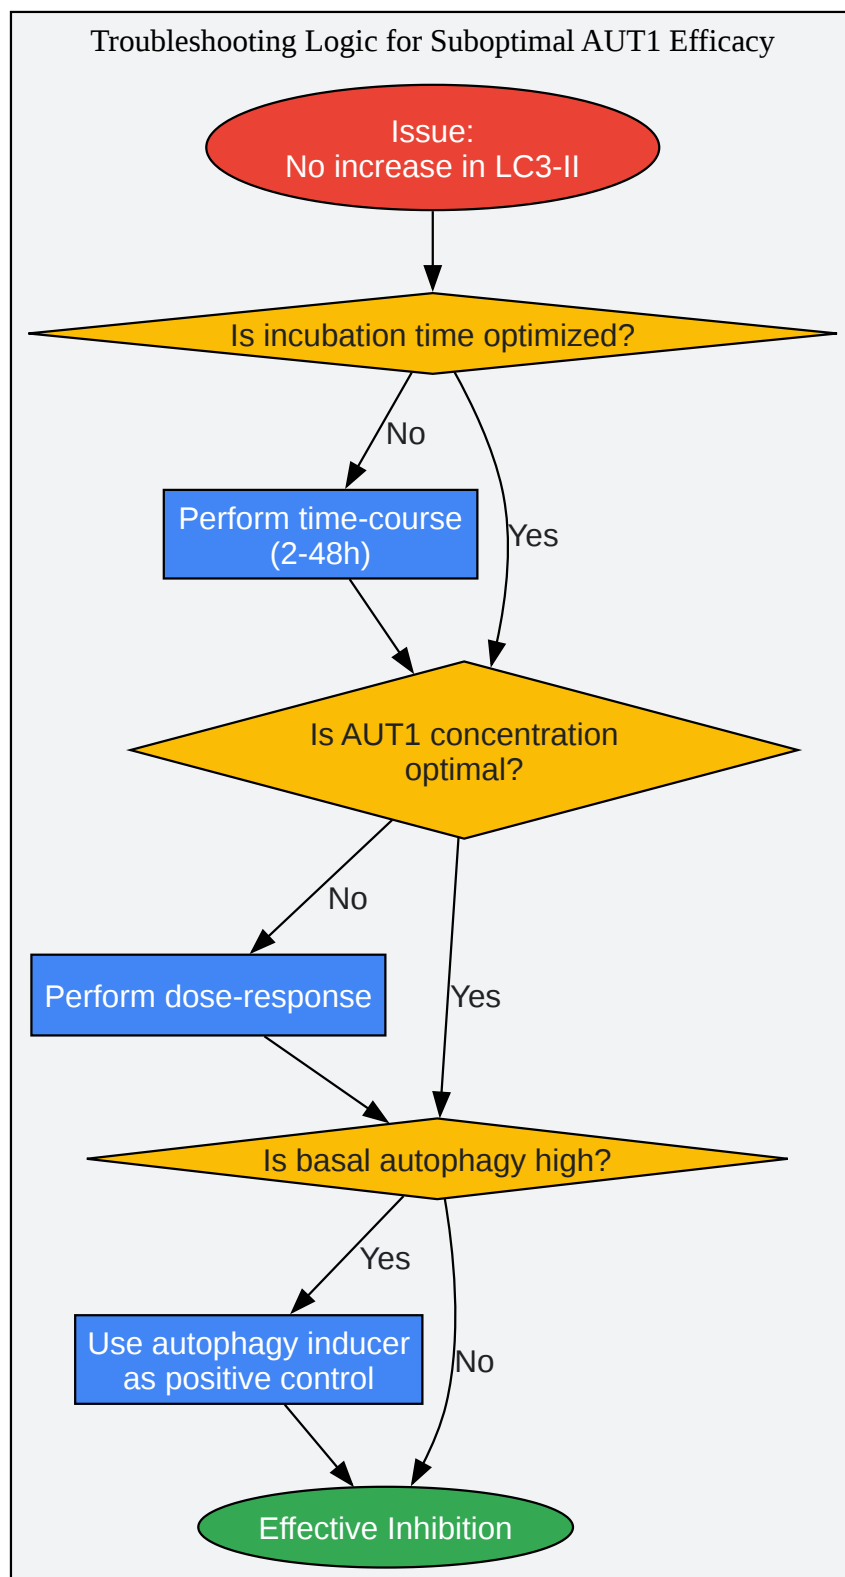 Troubleshooting Logic for Suboptimal AUT1 Efficacy
Issue:
No increase in LC3-II
Is incubation time optimized?
No
Perform time-course
(2-48h)
Yes
Is AUT1 concentration
optimal?
No
Perform dose-response
Yes
Is basal autophagy high?
Yes
Use autophagy inducer
as positive control
No
Effective Inhibition